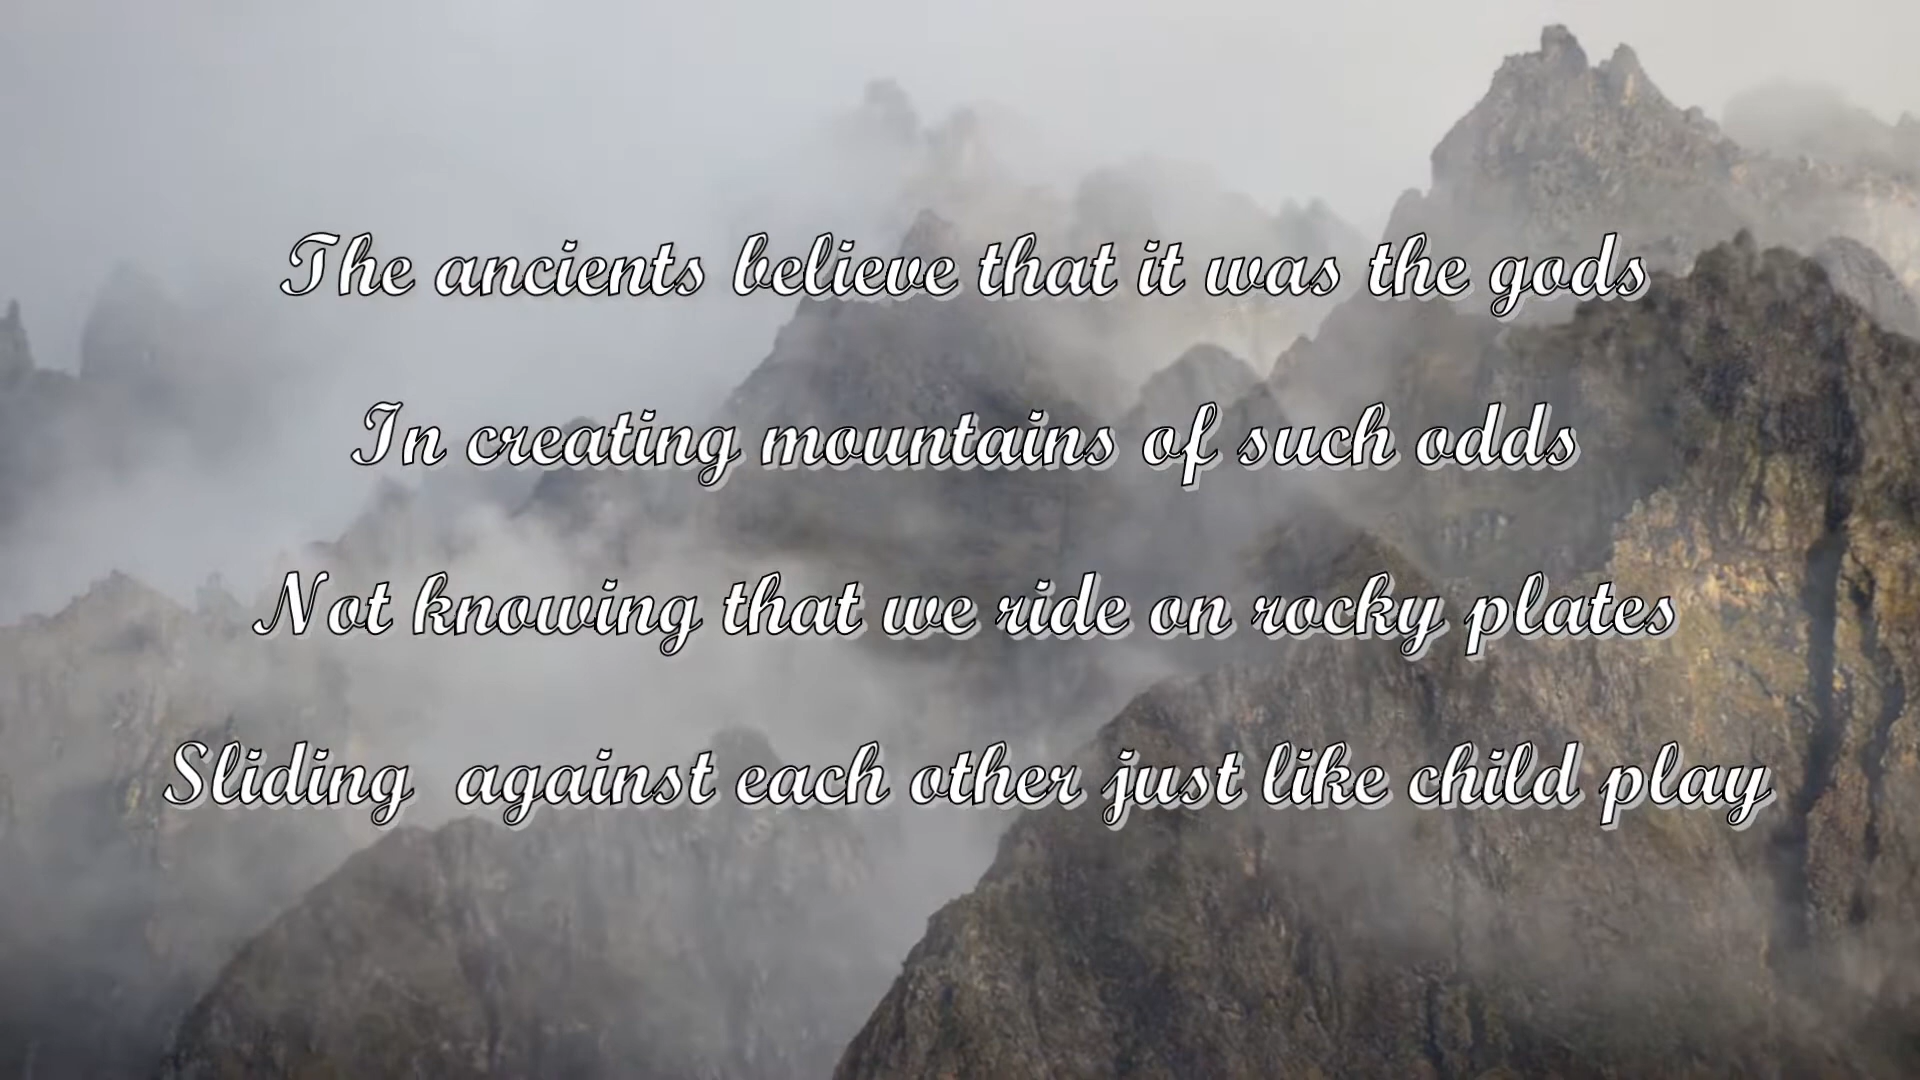 The ancients believe that it was the gods
In creating mountains of such odds
Not knowing that we ride on rocky plates
Sliding  against each other just like child play